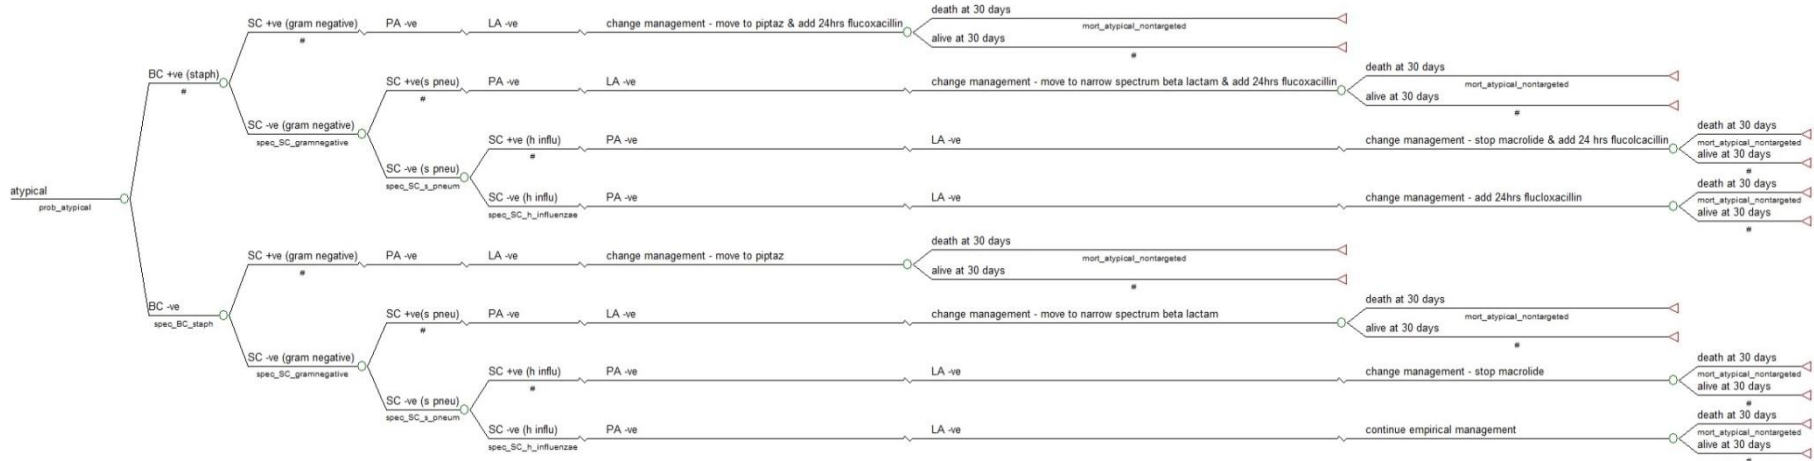 death at 30 days
SC +ve (gram negative) PA -ve LA -ve change management - move to piptaz & add 24hrs flucoxacillin
mort_atypical_nontargeted
#
alive at 30 days
#
death at 30 days
BC +ve (staph)
#
SC +ve(s pneu) PA -ve LA -ve change management - move to narrow spectrum beta lactam & add 24hrs flucoxacillin
mort_atypical_nontargeted
#
alive at 30 days
#
SC -ve (gram negative)
spec_SC_gramnegative
death at 30 days
SC +ve (h influ) PA -ve LA -ve change management - stop macrolide & add 24 hrs flucolcacillin
mort_atypical_nontargeted
#
alive at 30 days
#
SC -ve (s pneu)
spec_SC_s_pneum
death at 30 days
atypical
prob_atypical
SC -ve (h influ) PA -ve LA -ve change management - add 24hrs flucloxacillin
mort_atypical_nontargeted
spec_SC_h_influenzae
alive at 30 days
#
death at 30 days
SC +ve (gram negative) PA -ve LA -ve change management - move to piptaz
mort_atypical_nontargeted
#
alive at 30 days
#
death at 30 days
BC -ve
spec_BC_staph
SC +ve(s pneu) PA -ve LA -ve change management - move to narrow spectrum beta lactam
mort_atypical_nontargeted
#
alive at 30 days
#
SC -ve (gram negative)
spec_SC_gramnegative
death at 30 days
SC +ve (h influ) PA -ve LA -ve change management - stop macrolide
mort_atypical_nontargeted
#
alive at 30 days
#
SC -ve (s pneu)
spec_SC_s_pneum
death at 30 days
SC -ve (h influ) PA -ve LA -ve continue empirical management
mort_atypical_nontargeted
spec_SC_h_influenzae
alive at 30 days
#